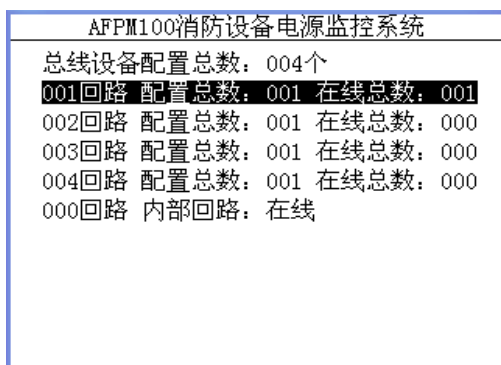 AFPM100消防设备电源监控系统
总线设备配置总数：004个
001回路 配置总数：001 在线总数：001
002回路 配置总数：001 在线总数：000
003回路 配置总数：001 在线总数：000
004回路 配置总数：001 在线总数：000
000回路 内部回路：在线